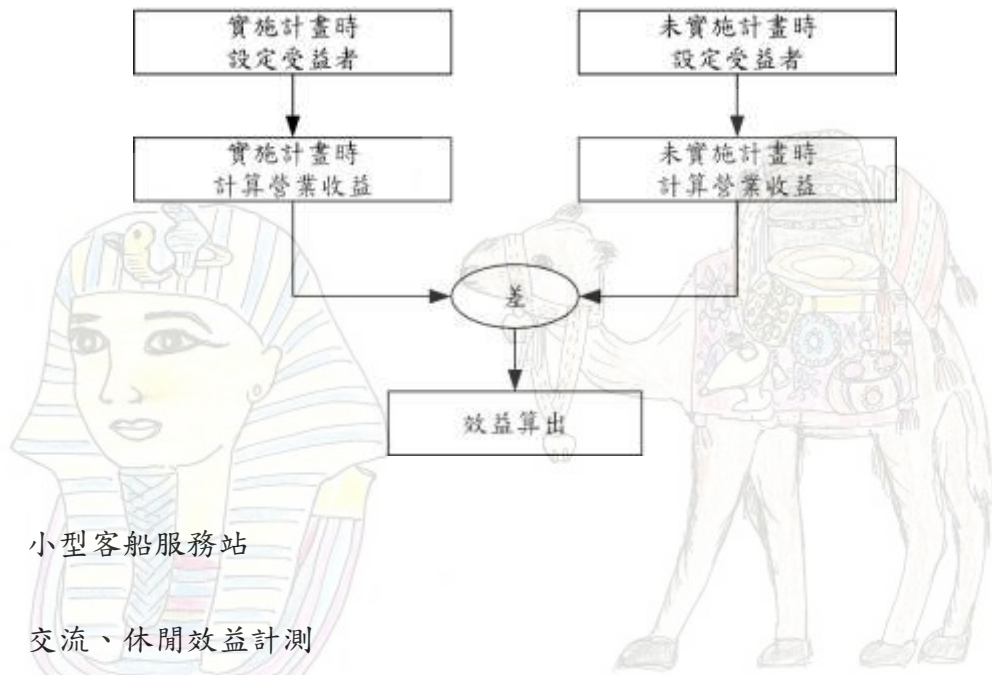 實施計畫時
設定受益者
未實施計畫時
設定受益者
實施計畫時
計算營業收益
未實施計畫時
計算營業收益
差
效益算出
小型客船服務站
交流、休閒效益計測